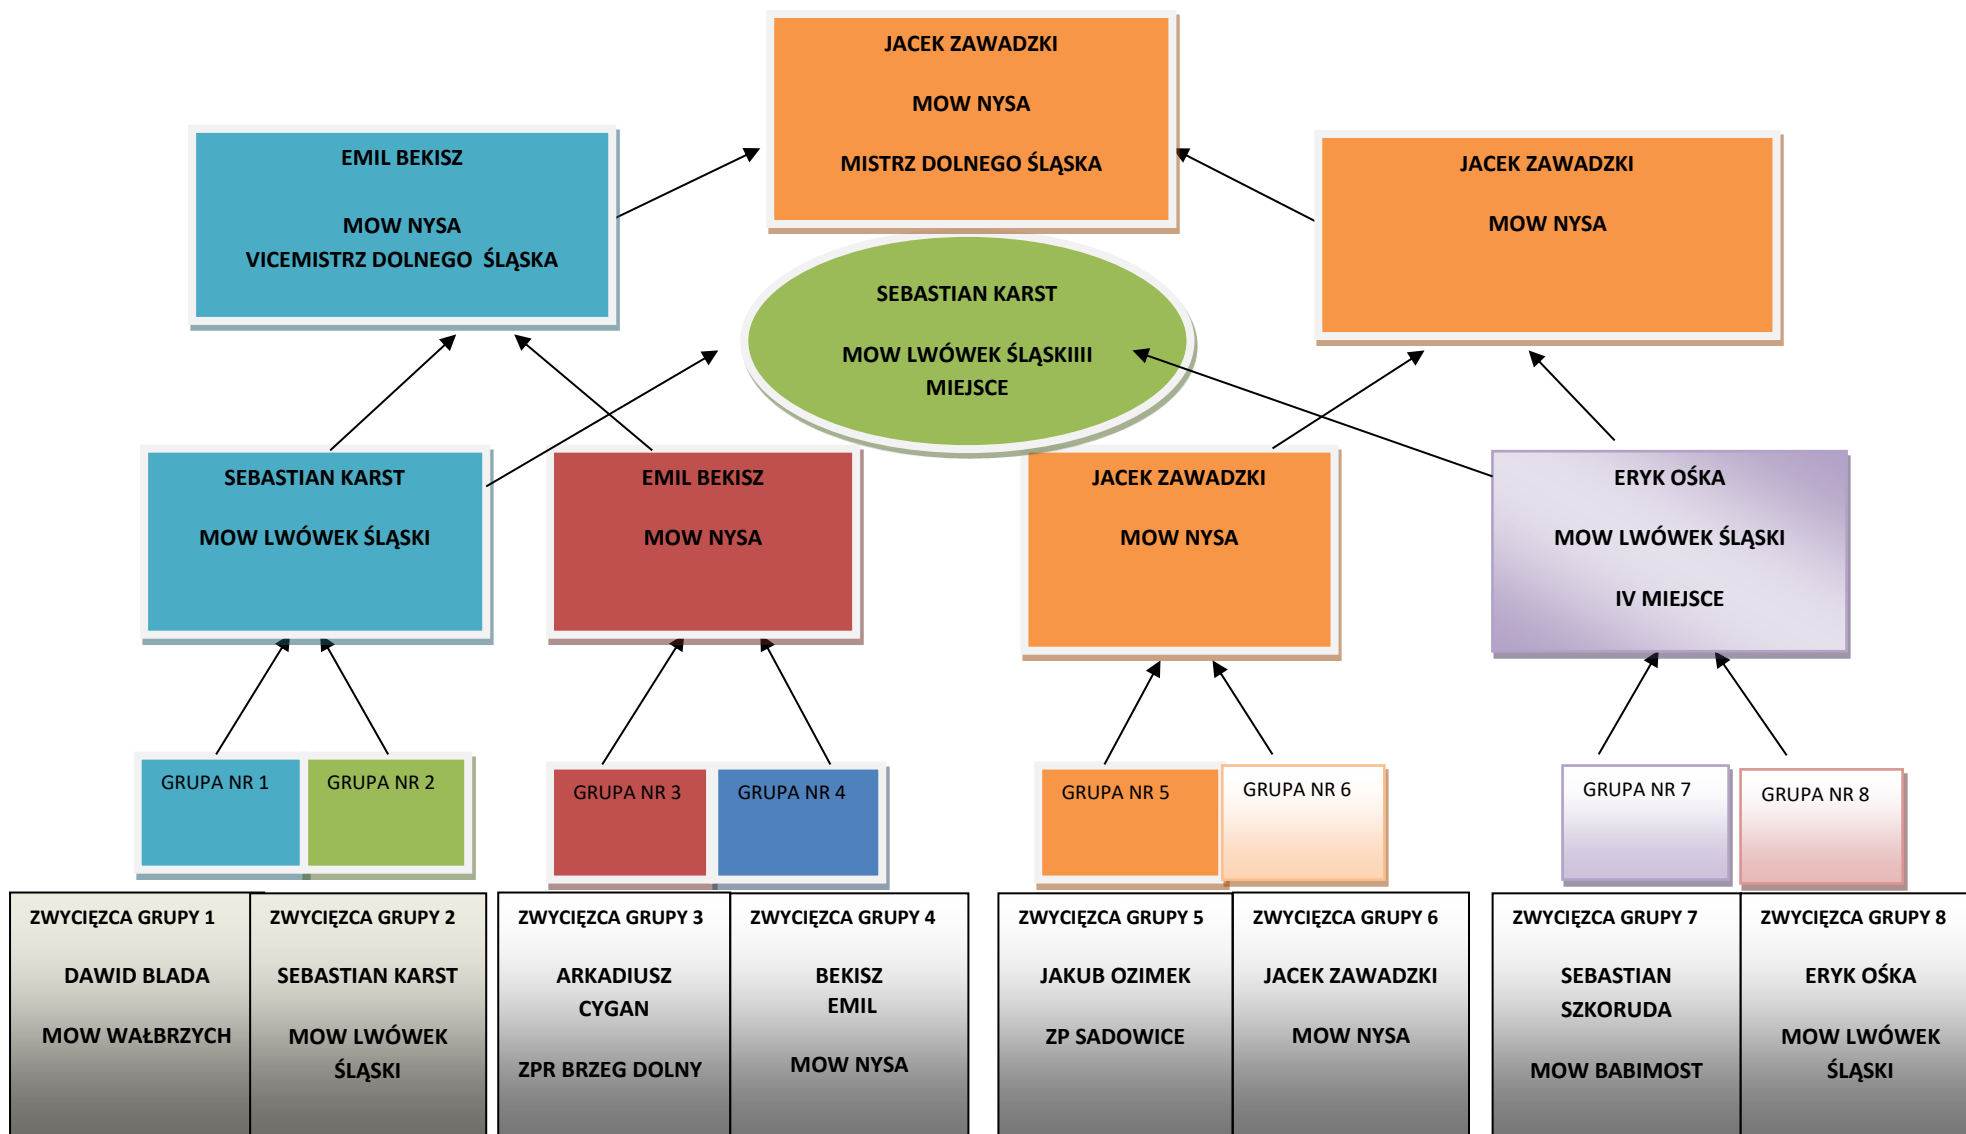 JACEK ZAWADZKI
MOW NYSA
MISTRZ DOLNEGO ŚLĄSKA
EMIL BEKISZ
MOW NYSA
VICEMISTRZ DOLNEGO ŚLĄSKA
JACEK ZAWADZKI
MOW NYSA
SEBASTIAN KARST
MOW LWÓWEK ŚLĄSKIIII
MIEJSCE
SEBASTIAN KARST
MOW LWÓWEK ŚLĄSKI
EMIL BEKISZ
MOW NYSA
JACEK ZAWADZKI
MOW NYSA
ERYK OŚKA
MOW LWÓWEK ŚLĄSKI
IV MIEJSCE
GRUPA NR 1
GRUPA NR 2
GRUPA NR 3
GRUPA NR 4
GRUPA NR 5
GRUPA NR 6
GRUPA NR 7
GRUPA NR 8
ZWYCIĘZCA GRUPY 1
DAWID BLADA
MOW WAŁBRZYCH
ZWYCIĘZCA GRUPY 2
SEBASTIAN KARST
MOW LWÓWEK
ŚLĄSKI
ZWYCIĘZCA GRUPY 3
ARKADIUSZ
CYGAN
ZPR BRZEG DOLNY
ZWYCIĘZCA GRUPY 4
BEKISZ
EMIL
MOW NYSA
ZWYCIĘZCA GRUPY 5
JAKUB OZIMEK
ZP SADOWICE
ZWYCIĘZCA GRUPY 6
JACEK ZAWADZKI
MOW NYSA
ZWYCIĘZCA GRUPY 7
SEBASTIAN
SZKORUDA
MOW BABIMOST
ZWYCIĘZCA GRUPY 8
ERYK OŚKA
MOW LWÓWEK
ŚLĄSKI